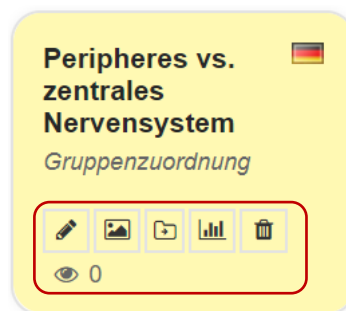 Peripheres vs.
zentrales
Nervensystem
Gruppenzuordnung
0